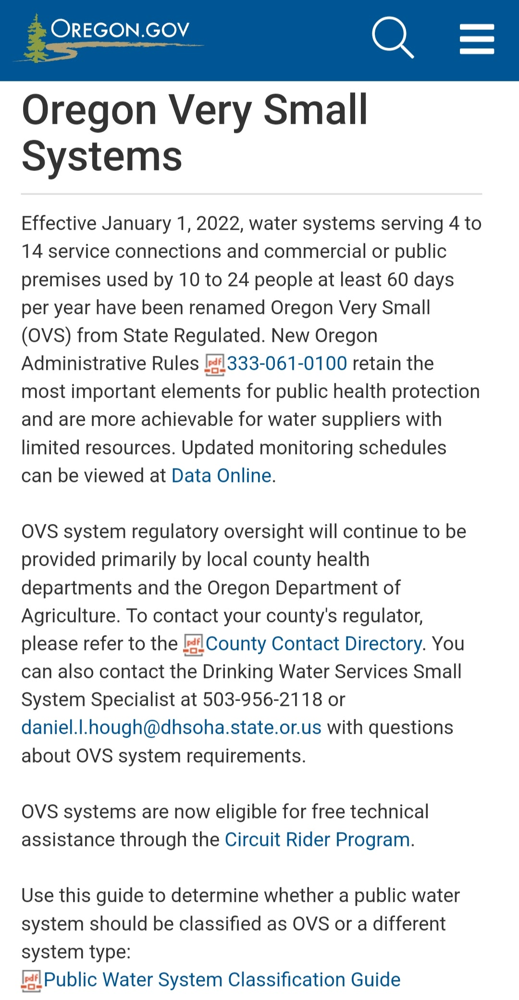 OREGON.GOV
Oregon Very Small
Systems
Effective January 1, 2022, water systems serving 4 to
14 service connections and commercial or public
premises used by 10 to 24 people at least 60 days
per year have been renamed Oregon Very Small
(OVS) from State Regulated. New Oregon
Administrative Rules pdf 333-061-0100 retain the
most important elements for public health protection
and are more achievable for water suppliers with
limited resources. Updated monitoring schedules
can be viewed at Data Online.
OVS system regulatory oversight will continue to be
provided primarily by local county health
departments and the Oregon Department of
Agriculture. To contact your county's regulator,
please refer to the pdf County Contact Directory. You
can also contact the Drinking Water Services Small
System Specialist at 503-956-2118 or
daniel.l.hough@dhsoha.state.or.us with questions
about OVS system requirements.
OVS systems are now eligible for free technical
assistance through the Circuit Rider Program.
Use this guide to determine whether a public water
system should be classified as OVS or a different
system type:
pdf Public Water System Classification Guide